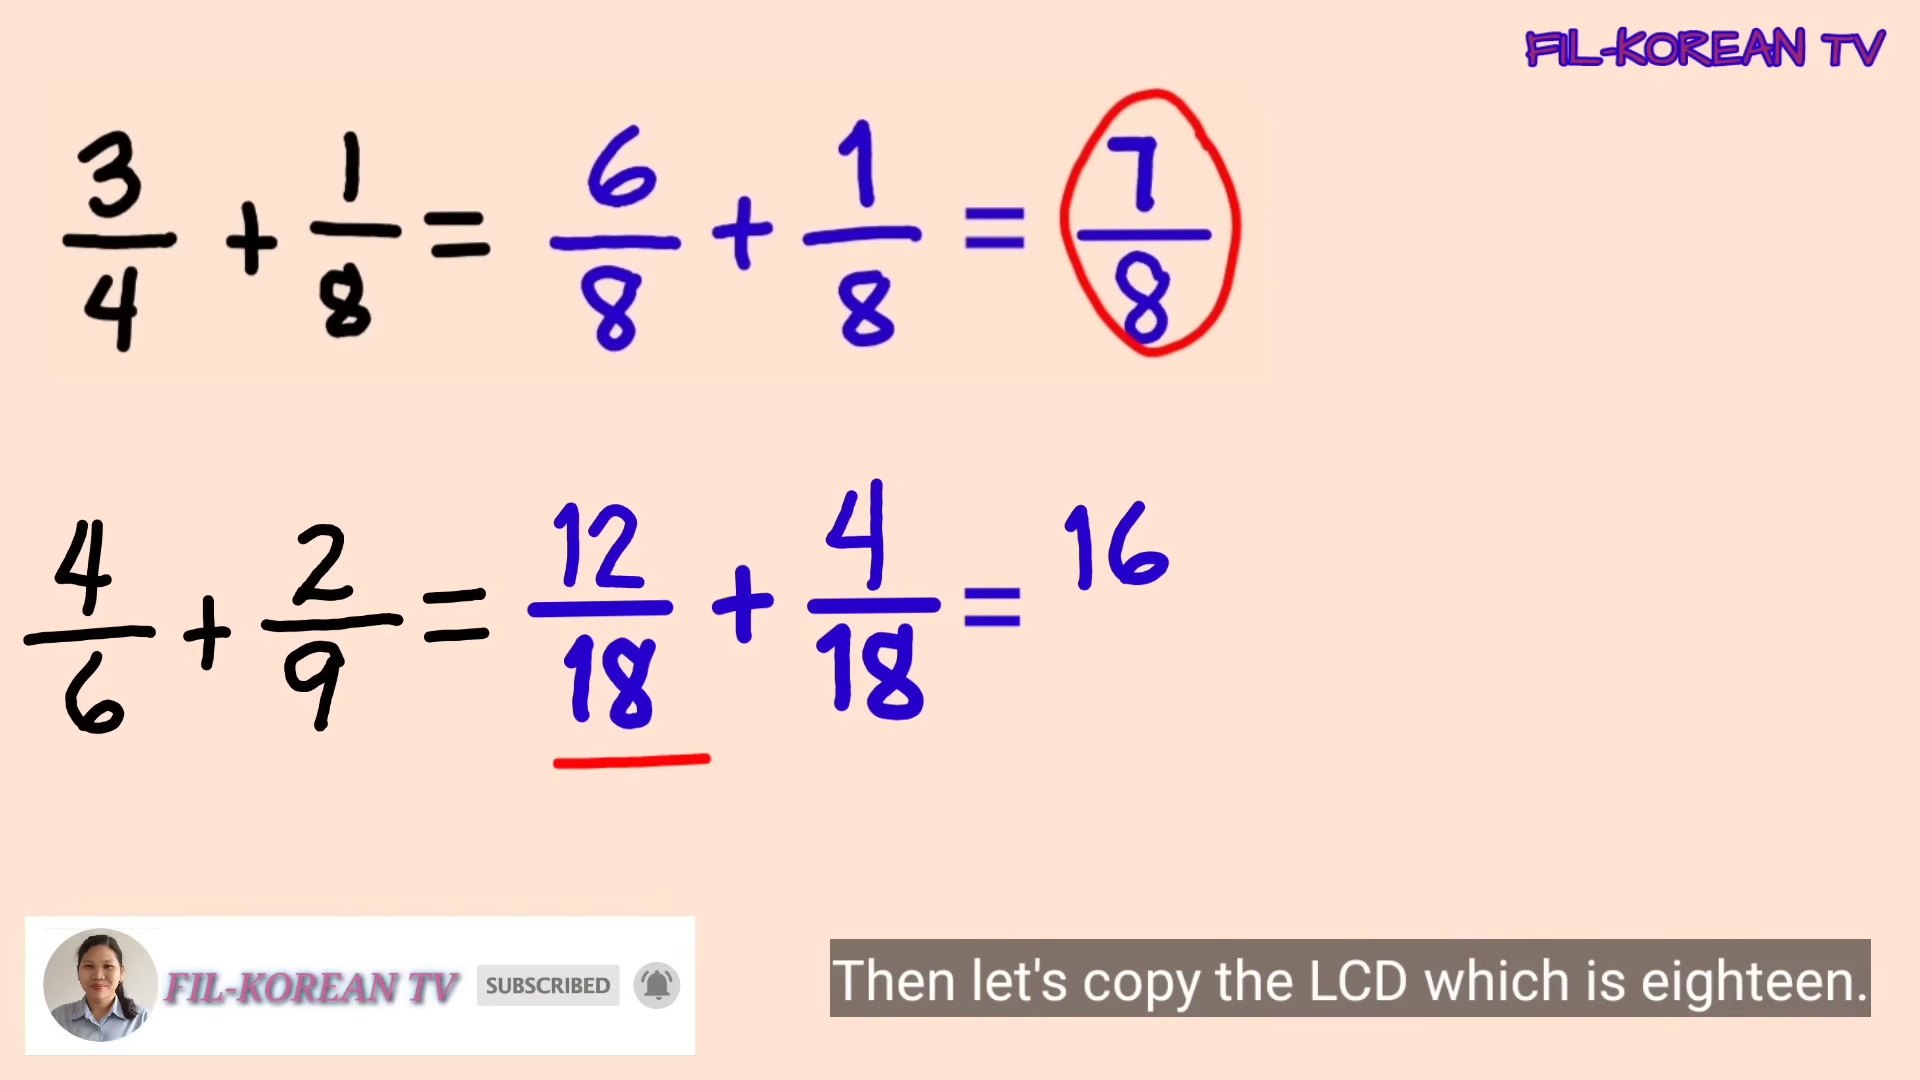 FIL-KOREAN TV
3/4 + 1/8 = 6/8 + 1/8 = 7/8
4/6 + 2/9 = 12/18 + 4/18 = 16
FIL-KOREAN TV SUBSCRIBED
Then let's copy the LCD which is eighteen.